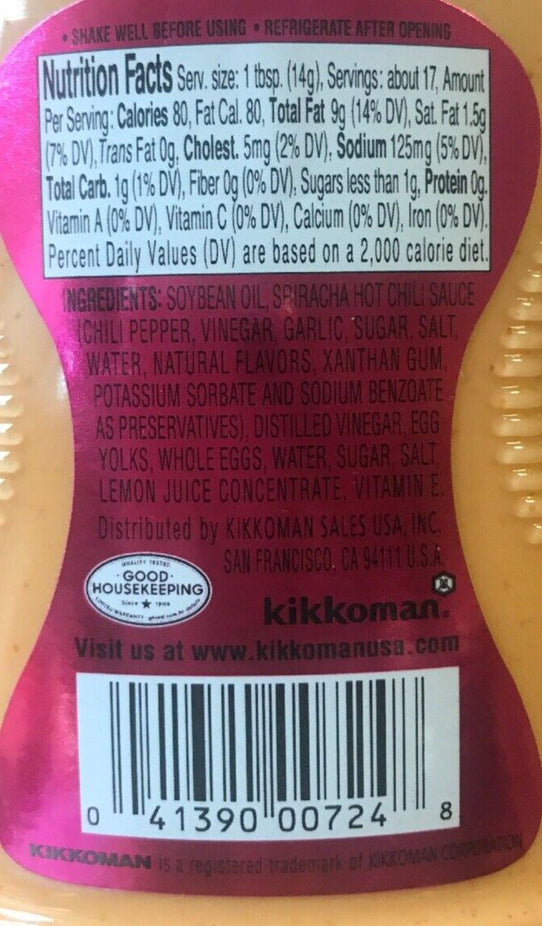 • SHAKE WELL BEFORE USING • REFRIGERATE AFTER OPENING
Nutrition Facts Serv. size: 1 tbsp. (14g), Servings: about 17, Amount
Per Serving: Calories 80, Fat Cal. 80, Total Fat 9g (14% DV), Sat. Fat 1.5g
(7% DV), Trans Fat 0g, Cholest. 5mg (2% DV), Sodium 125mg (5% DV),
Total Carb. 1g (1% DV), Fiber 0g (0% DV), Sugars less than 1g, Protein 0g.
Vitamin A (0% DV), Vitamin C (0% DV), Calcium (0% DV), Iron (0% DV).
Percent Daily Values (DV) are based on a 2,000 calorie diet.
INGREDIENTS: SOYBEAN OIL, SRIRACHA HOT CHILI SAUCE
(CHILI PEPPER, VINEGAR, GARLIC, SUGAR, SALT,
WATER, NATURAL FLAVORS, XANTHAN GUM,
POTASSIUM SORBATE AND SODIUM BENZOATE
AS PRESERVATIVES), DISTILLED VINEGAR, EGG
YOLKS, WHOLE EGGS, WATER, SUGAR, SALT,
LEMON JUICE CONCENTRATE, VITAMIN E.
Distributed by KIKKOMAN SALES USA, INC.
SAN FRANCISCO, CA 94111 U.S.A.
QUALITY TESTED
•GOOD•
HOUSEKEEPING
Since ★ 1909
kikkoman®
Visit us at www.kikkomanusa.com
0 41390 00724 8
KIKKOMAN is a registered trademark of KIKKOMAN CORPORATION